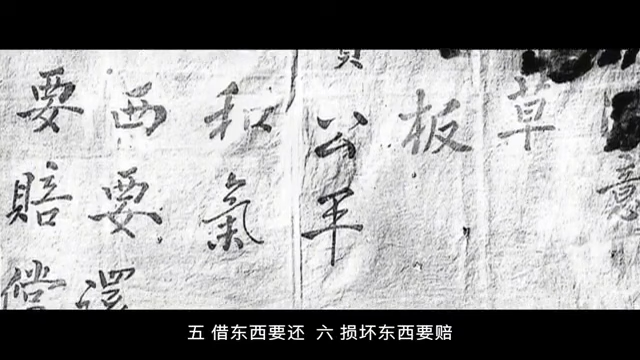 意
草
板
公平
和氣
西要還
要賠償
五 借东西要还 六 损坏东西要赔